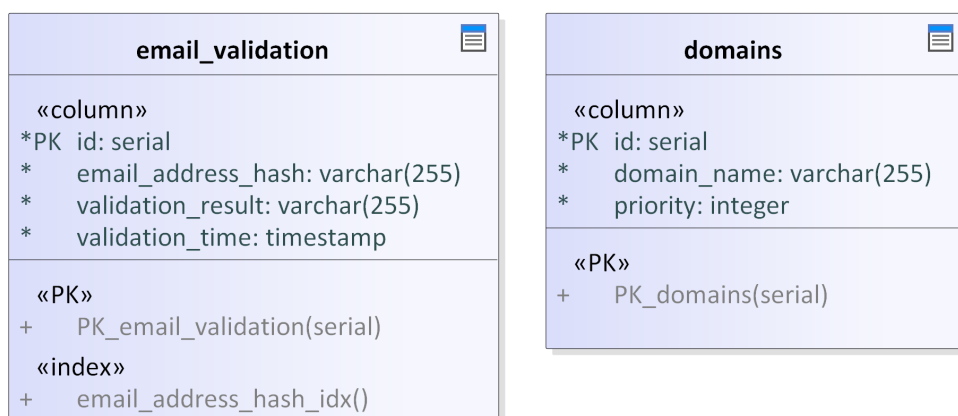 email_validation
«column»
*PK id: serial
* email_address_hash: varchar(255)
* validation_result: varchar(255)
* validation_time: timestamp
«PK»
+ PK_email_validation(serial)
«index»
+ email_address_hash_idx()
domains
«column»
*PK id: serial
* domain_name: varchar(255)
* priority: integer
«PK»
+ PK_domains(serial)